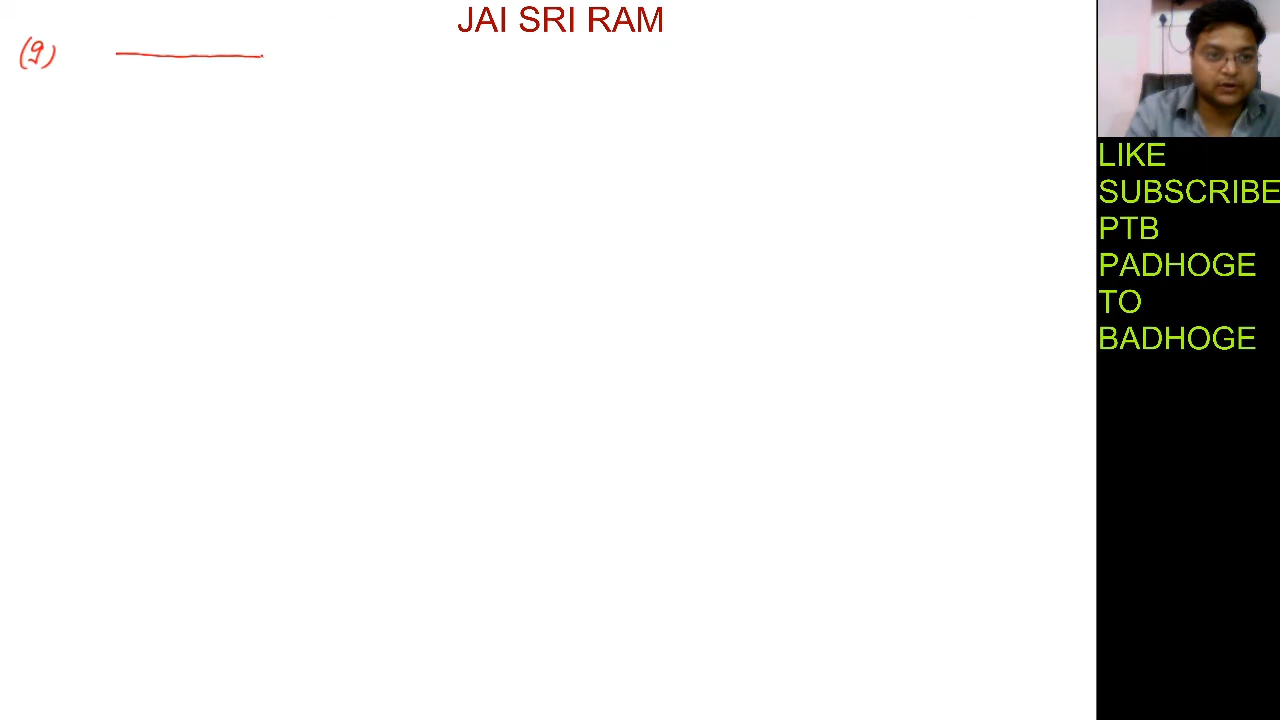 JAI SRI RAM
(9)
LIKE
SUBSCRIBE
PTB
PADHOGE
TO
BADHOGE